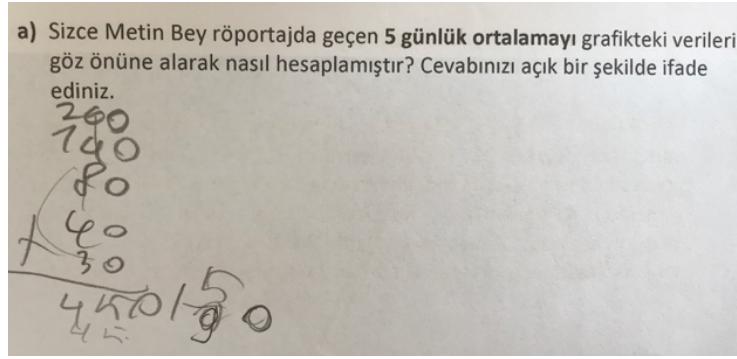 a) Sizce Metin Bey röportajda geçen 5 günlük ortalamayı grafikteki verileri
göz önüne alarak nasıl hesaplamıştır? Cevabınızı açık bir şekilde ifade
ediniz.
260
140
80
40
+ 30
450 | 5
45 90